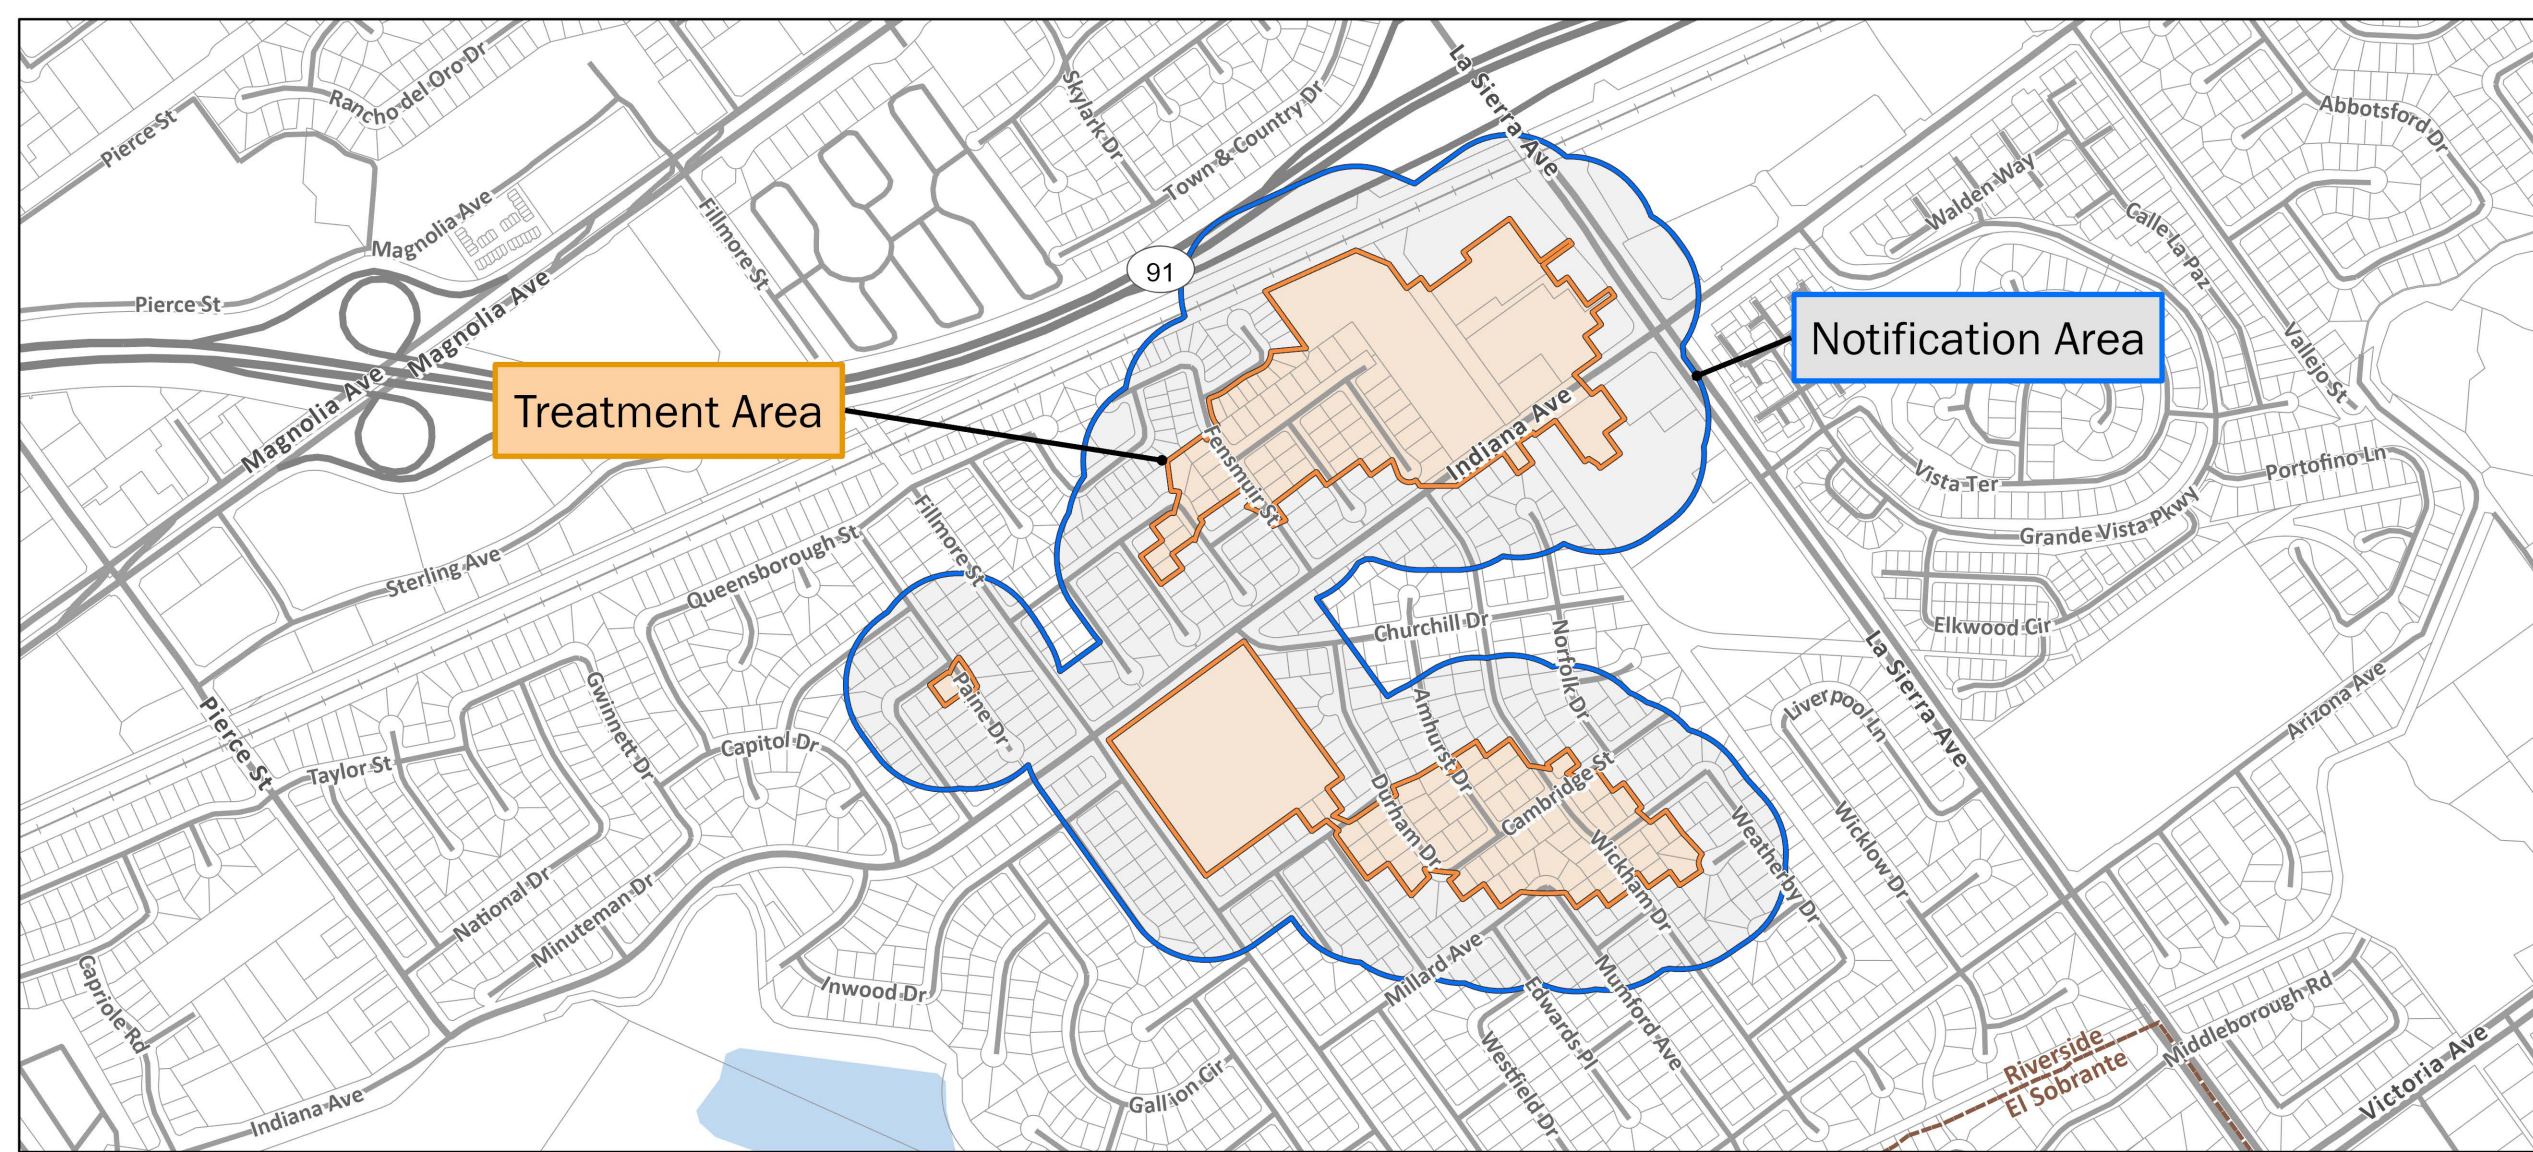 Rancho del Oro Dr
Pierce St
Skylark Dr
Town & Country Dr
La Sierra Ave
Abbotsford Dr
Walden Way
Calle La Paz
Magnolia Ave
Fillmore St
Pierce St
Magnolia Ave
91
Notification Area
Vallejo St
Magnolia Ave
Treatment Area
Fensmuir St
Indiana Ave
Vista Ter
Portofino Ln
Grande Vista Pkwy
Fillmore St
Queensborough St
Sterling Ave
Churchill Dr
Norfolk Dr
Elkwood Cir
La Sierra Ave
Arizona Ave
Pierce St
Gwinnett Dr
Paine Dr
Capitol Dr
Taylor St
Amhurst Dr
Durham Dr
Cambridge St
Liverpool Ln
Wicklow Dr
Weatherby Dr
Wickham Dr
National Dr
Minuteman Dr
Inwood Dr
Millard Ave
Mumford Ave
Edwards Pl
Westfield Dr
Capriole Rd
Indiana Ave
Gallion Cir
Riverside
El Sobrante
Middleborough Rd
Victoria Ave